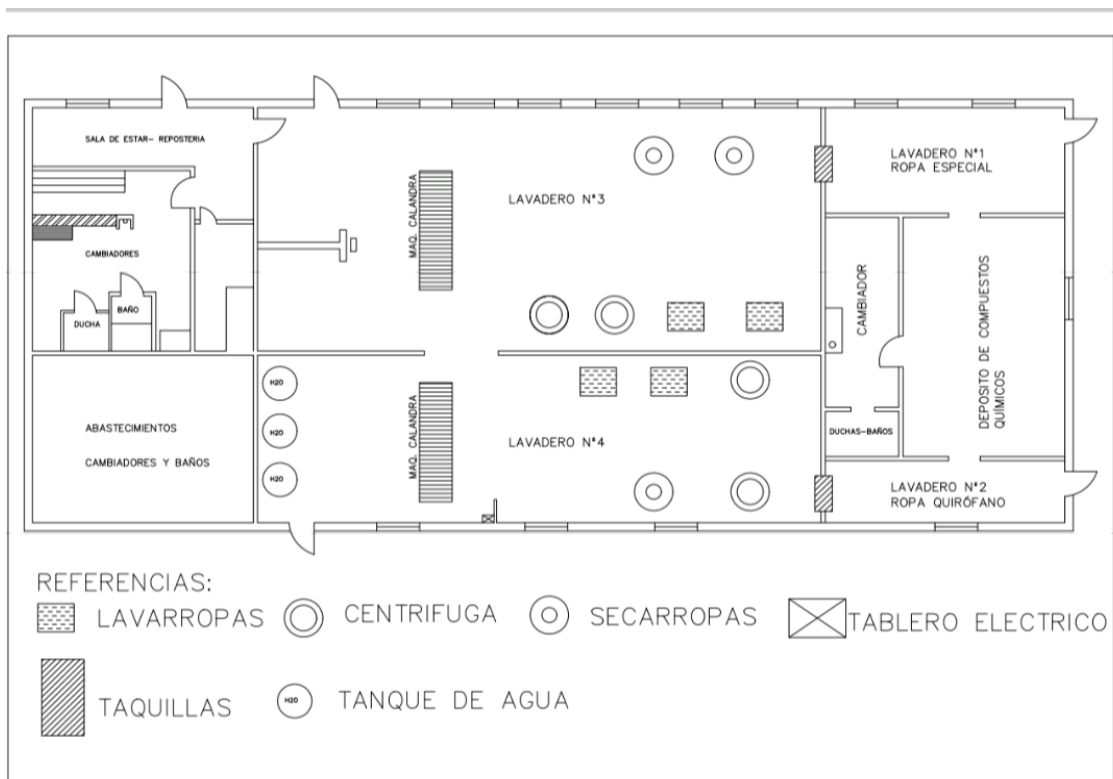 SALA DE ESTAR- REPOSTERIA
CAMBIADORES
DUCHA
BAÑO
ABASTECIMIENTOS
CAMBIADORES Y BAÑOS
MAQ. CALANDRA
LAVADERO N°3
H2O
H2O
H2O
MAQ. CALANDRA
LAVADERO N°4
LAVADERO N°1
ROPA ESPECIAL
CAMBIADOR
DEPOSITO DE COMPUESTOS
QUÍMICOS
DUCHAS-BAÑOS
LAVADERO N°2
ROPA QUIRÓFANO
REFERENCIAS:
LAVARROPAS
CENTRIFUGA
SECARROPAS
TABLERO ELECTRICO
TAQUILLAS
H2O
TANQUE DE AGUA